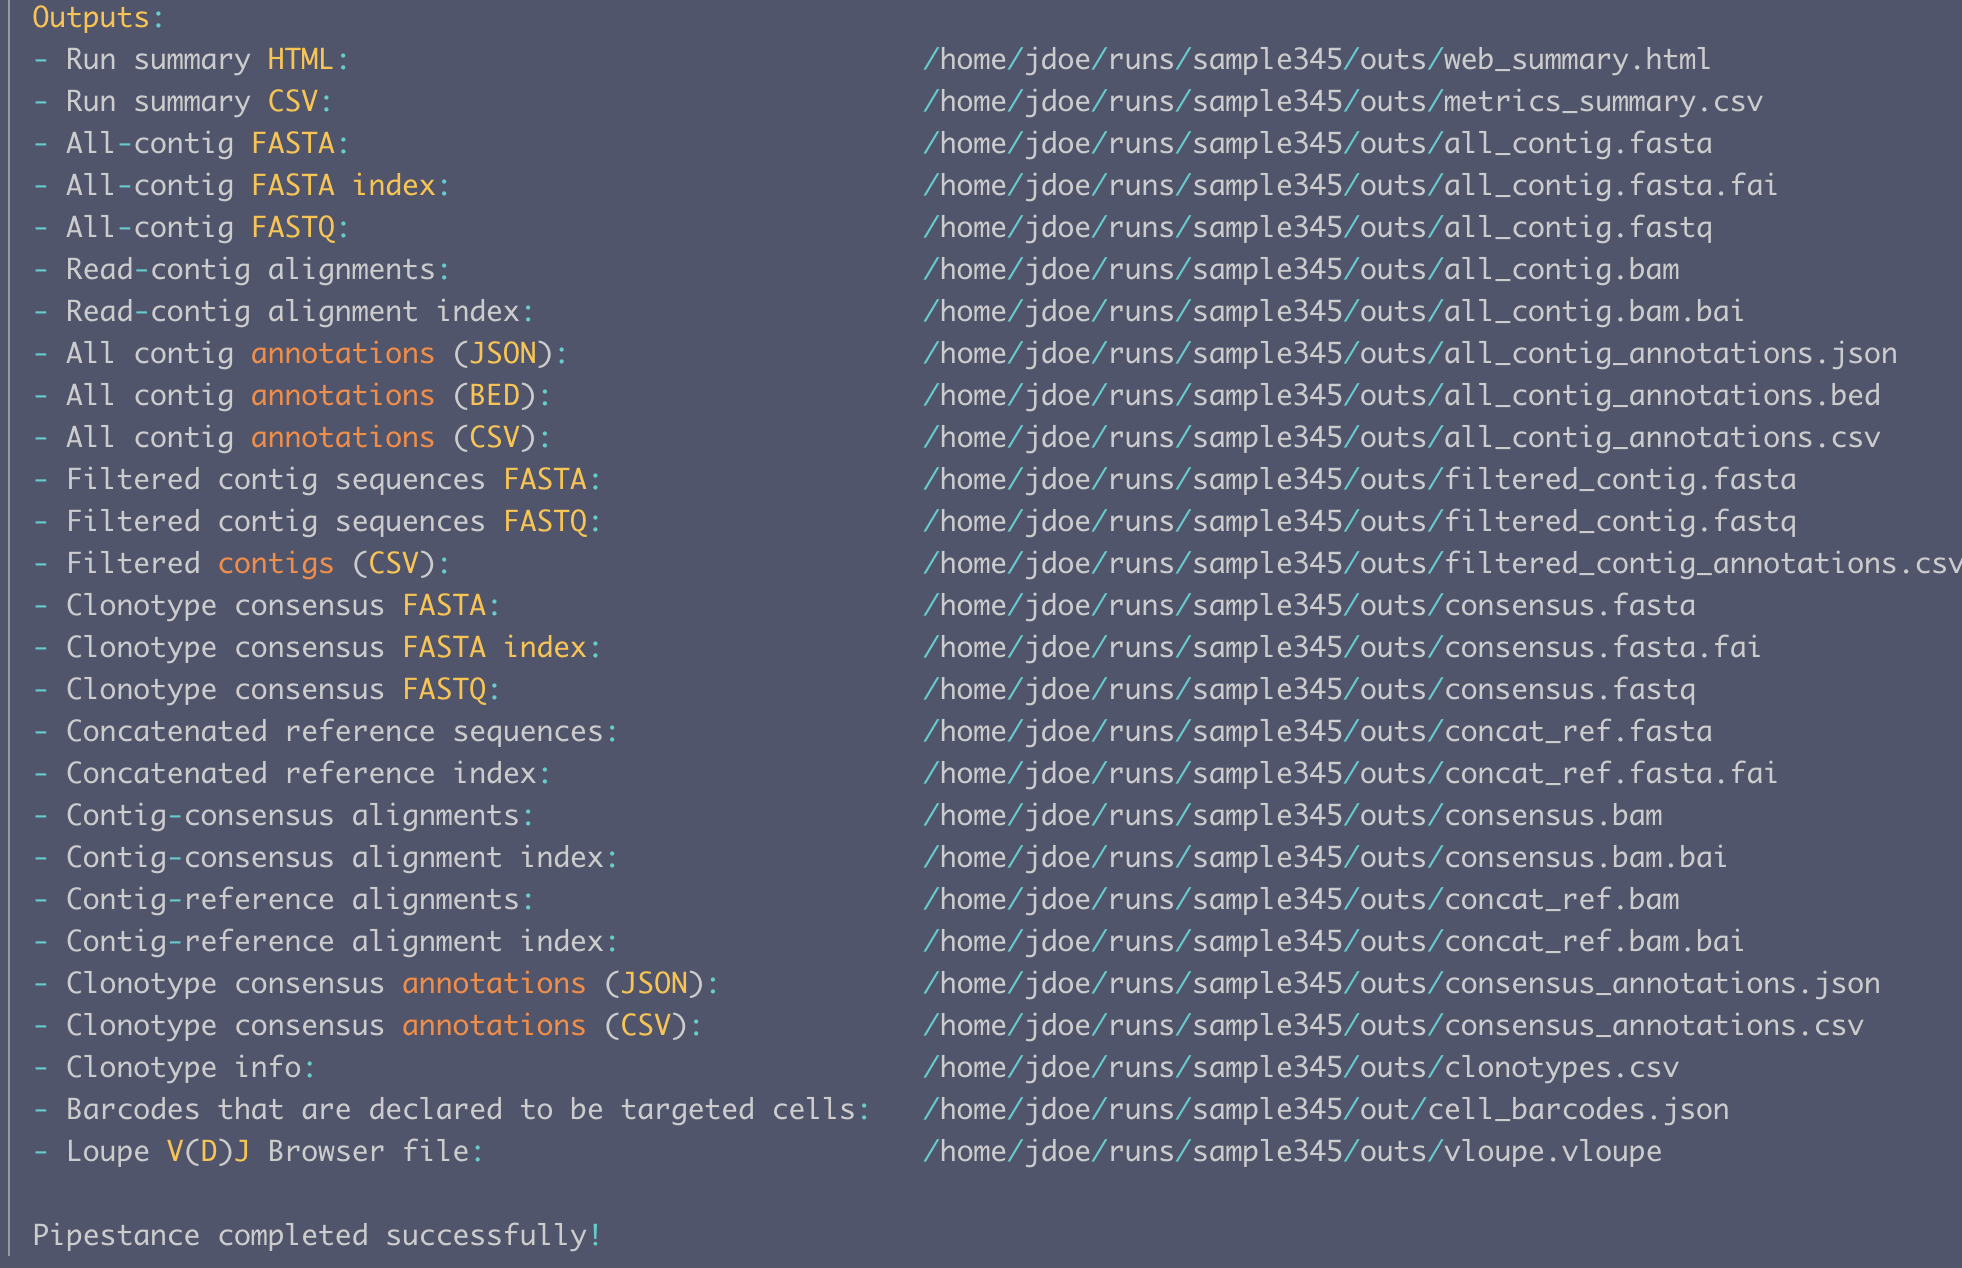 Outputs:
- Run summary HTML: /home/jdoe/runs/sample345/outs/web_summary.html
- Run summary CSV: /home/jdoe/runs/sample345/outs/metrics_summary.csv
- All-contig FASTA: /home/jdoe/runs/sample345/outs/all_contig.fasta
- All-contig FASTA index: /home/jdoe/runs/sample345/outs/all_contig.fasta.fai
- All-contig FASTQ: /home/jdoe/runs/sample345/outs/all_contig.fastq
- Read-contig alignments: /home/jdoe/runs/sample345/outs/all_contig.bam
- Read-contig alignment index: /home/jdoe/runs/sample345/outs/all_contig.bam.bai
- All contig annotations (JSON): /home/jdoe/runs/sample345/outs/all_contig_annotations.json
- All contig annotations (BED): /home/jdoe/runs/sample345/outs/all_contig_annotations.bed
- All contig annotations (CSV): /home/jdoe/runs/sample345/outs/all_contig_annotations.csv
- Filtered contig sequences FASTA: /home/jdoe/runs/sample345/outs/filtered_contig.fasta
- Filtered contig sequences FASTQ: /home/jdoe/runs/sample345/outs/filtered_contig.fastq
- Filtered contigs (CSV): /home/jdoe/runs/sample345/outs/filtered_contig_annotations.csv
- Clonotype consensus FASTA: /home/jdoe/runs/sample345/outs/consensus.fasta
- Clonotype consensus FASTA index: /home/jdoe/runs/sample345/outs/consensus.fasta.fai
- Clonotype consensus FASTQ: /home/jdoe/runs/sample345/outs/consensus.fastq
- Concatenated reference sequences: /home/jdoe/runs/sample345/outs/concat_ref.fasta
- Concatenated reference index: /home/jdoe/runs/sample345/outs/concat_ref.fasta.fai
- Contig-consensus alignments: /home/jdoe/runs/sample345/outs/consensus.bam
- Contig-consensus alignment index: /home/jdoe/runs/sample345/outs/consensus.bam.bai
- Contig-reference alignments: /home/jdoe/runs/sample345/outs/concat_ref.bam
- Contig-reference alignment index: /home/jdoe/runs/sample345/outs/concat_ref.bam.bai
- Clonotype consensus annotations (JSON): /home/jdoe/runs/sample345/outs/consensus_annotations.json
- Clonotype consensus annotations (CSV): /home/jdoe/runs/sample345/outs/consensus_annotations.csv
- Clonotype info: /home/jdoe/runs/sample345/outs/clonotypes.csv
- Barcodes that are declared to be targeted cells: /home/jdoe/runs/sample345/out/cell_barcodes.json
- Loupe V(D)J Browser file: /home/jdoe/runs/sample345/outs/vloupe.vloupe
Pipestance completed successfully!